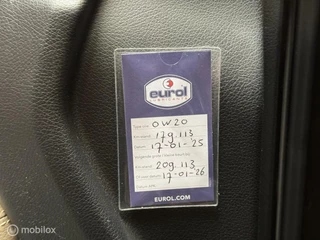 eurol
LUBRICANTS
0W20
179.113
17-01-'25
209.113
17-01-'26
EUROL.COM
mobilox